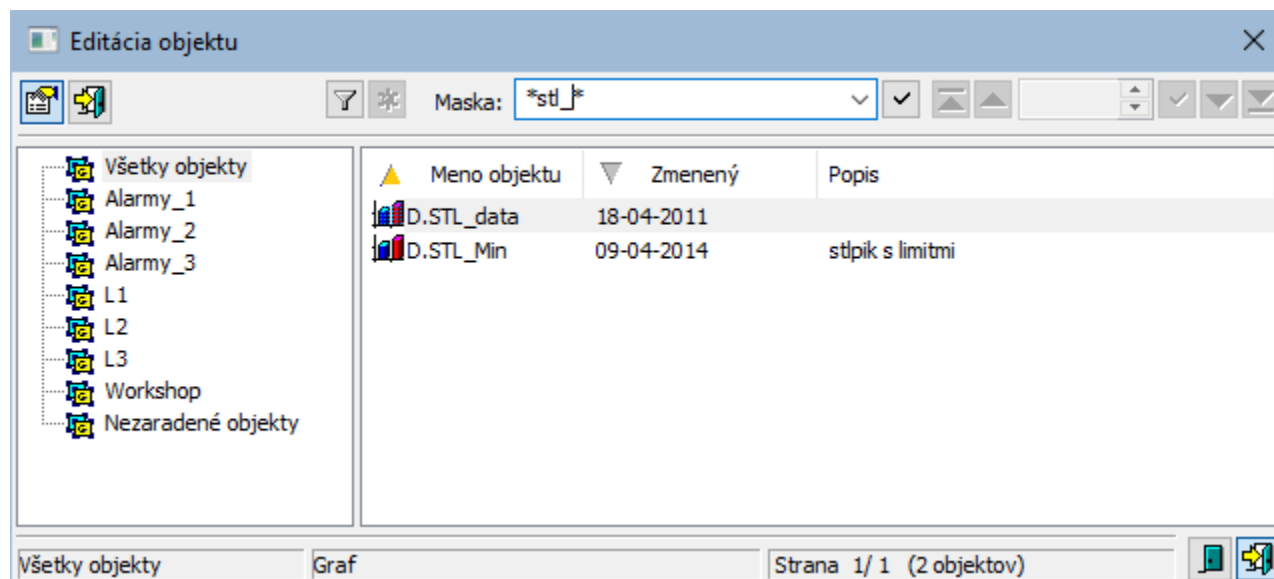 Editácia objektu
Maska: *stl_*
Všetky objekty
Alarmy_1
Alarmy_2
Alarmy_3
L1
L2
L3
Workshop
Nezaradené objekty
Meno objektu Zmenený Popis
D.STL_data 18-04-2011
D.STL_Min 09-04-2014 stlpik s limitmi
Všetky objekty Graf Strana 1/ 1 (2 objektov)